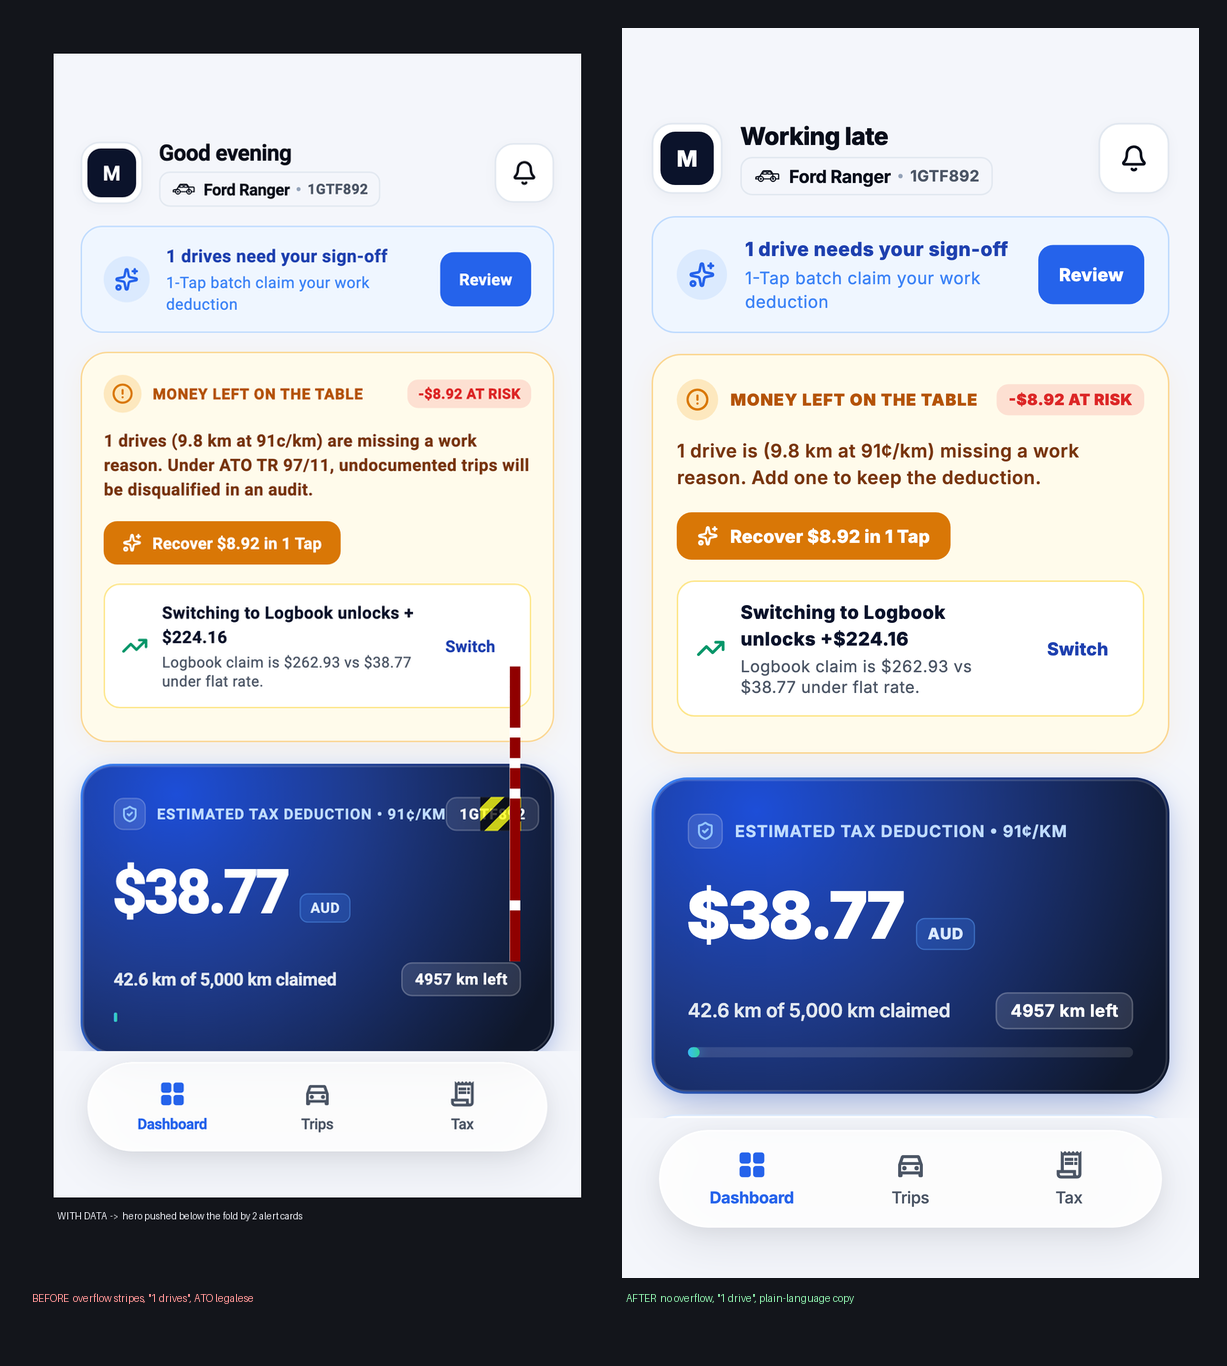 M
Good evening
Ford Ranger • 1GTF892
1 drives need your sign-off
1-Tap batch claim your work
deduction
Review
MONEY LEFT ON THE TABLE
-$8.92 AT RISK
1 drives (9.8 km at 91c/km) are missing a work
reason. Under ATO TR 97/11, undocumented trips will
be disqualified in an audit.
Recover $8.92 in 1 Tap
Switching to Logbook unlocks +
$224.16
Logbook claim is $262.93 vs $38.77
under flat rate.
Switch
ESTIMATED TAX DEDUCTION • 91¢/KM
$38.77
AUD
42.6 km of 5,000 km claimed
4957 km left
Dashboard
Trips
Tax
WITH DATA -> hero pushed below the fold by 2 alert cards
BEFORE overflow stripes, "1 drives", ATO legalese
M
Working late
Ford Ranger • 1GTF892
1 drive needs your sign-off
1-Tap batch claim your work
deduction
Review
MONEY LEFT ON THE TABLE
-$8.92 AT RISK
1 drive is (9.8 km at 91¢/km) missing a work
reason. Add one to keep the deduction.
Recover $8.92 in 1 Tap
Switching to Logbook
unlocks +$224.16
Logbook claim is $262.93 vs
$38.77 under flat rate.
Switch
ESTIMATED TAX DEDUCTION • 91¢/KM
$38.77
AUD
42.6 km of 5,000 km claimed
4957 km left
Dashboard
Trips
Tax
AFTER no overflow, "1 drive", plain-language copy